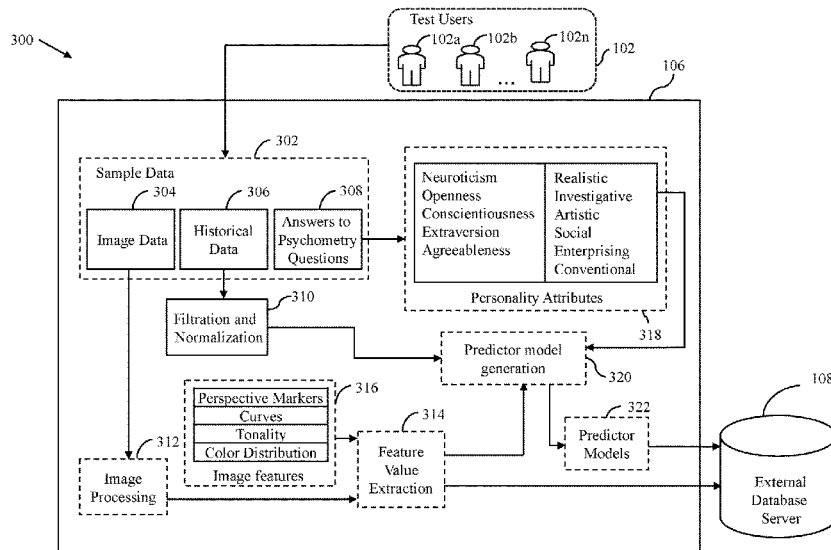 300
Test Users
102a
102b
102n
...
102
106
302
Sample Data
304
306
308
Image Data
Historical
Data
Answers to
Psychometry
Questions
Neuroticism
Openness
Conscientiousness
Extraversion
Agreeableness
Realistic
Investigative
Artistic
Social
Enterprising
Conventional
Personality Attributes
318
310
Filtration and
Normalization
Predictor model
generation
320
316
Perspective Markers
Curves
Tonality
Color Distribution
Image features
314
Feature
Value
Extraction
322
Predictor
Models
108
External
Database
Server
312
Image
Processing